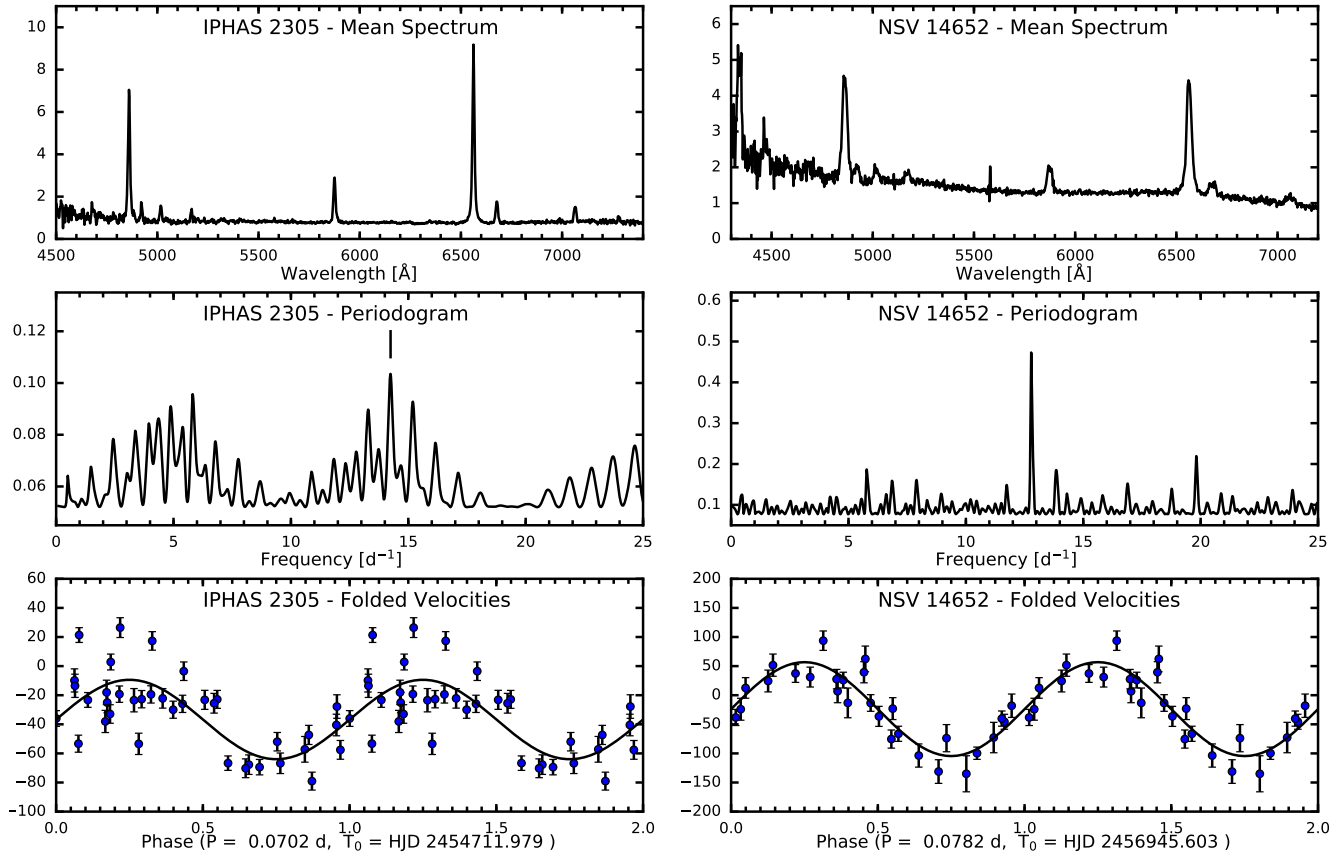 IPHAS 2305 - Mean Spectrum
10
8
6
4
2
0
4500 5000 5500 6000 6500 7000
Wavelength [Å]
NSV 14652 - Mean Spectrum
6
5
4
3
2
1
0
4500 5000 5500 6000 6500 7000
Wavelength [Å]
IPHAS 2305 - Periodogram
0.12
0.10
0.08
0.06
0 5 10 15 20 25
Frequency [d⁻¹]
NSV 14652 - Periodogram
0.6
0.5
0.4
0.3
0.2
0.1
0 5 10 15 20 25
Frequency [d⁻¹]
IPHAS 2305 - Folded Velocities
60
40
20
0
−20
−40
−60
−80
−100
0.0 0.5 1.0 1.5 2.0
Phase (P = 0.0702 d, T₀ = HJD 2454711.979 )
NSV 14652 - Folded Velocities
200
150
100
50
0
−50
−100
−150
−200
0.0 0.5 1.0 1.5 2.0
Phase (P = 0.0782 d, T₀ = HJD 2456945.603 )